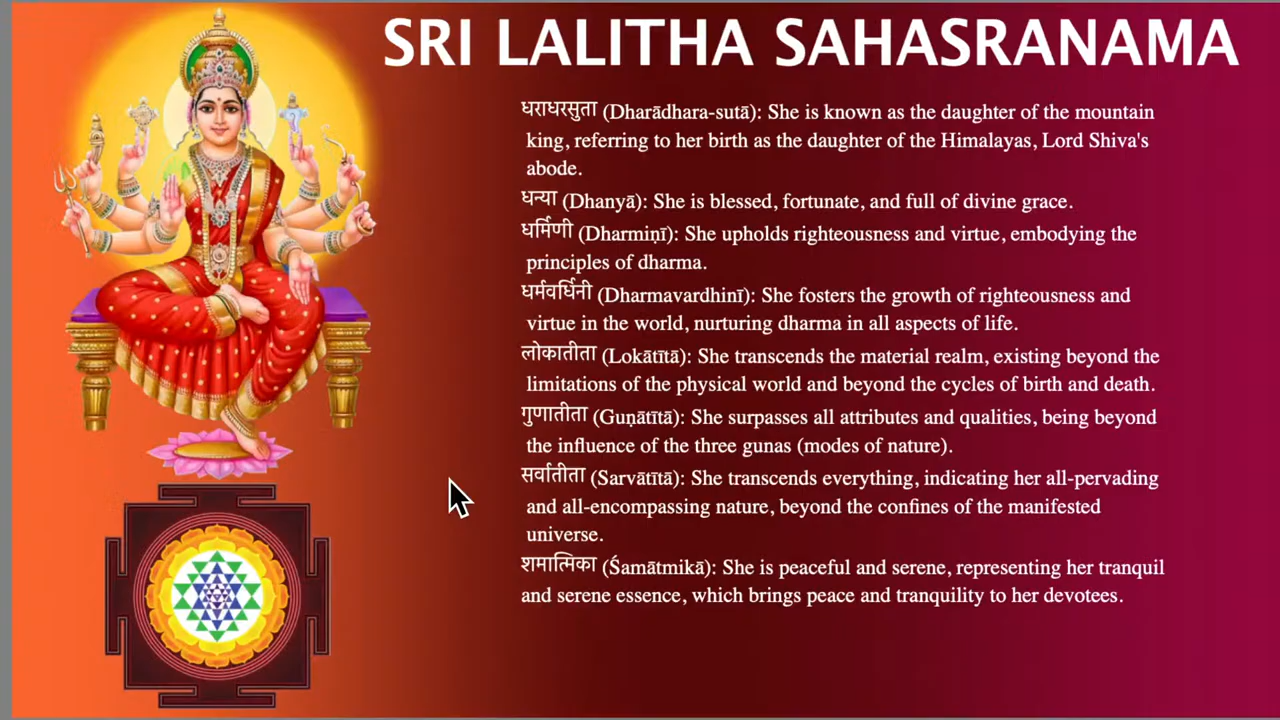 SRI LALITHA SAHASRANAMA
धराधरसुता (Dharādhara-sutā): She is known as the daughter of the mountain
king, referring to her birth as the daughter of the Himalayas, Lord Shiva's
abode.
धन्या (Dhanyā): She is blessed, fortunate, and full of divine grace.
धर्मिणी (Dharmiṇī): She upholds righteousness and virtue, embodying the
principles of dharma.
धर्मवर्धिनी (Dharmavardhinī): She fosters the growth of righteousness and
virtue in the world, nurturing dharma in all aspects of life.
लोकातीता (Lokātītā): She transcends the material realm, existing beyond the
limitations of the physical world and beyond the cycles of birth and death.
गुणातीता (Guṇātītā): She surpasses all attributes and qualities, being beyond
the influence of the three gunas (modes of nature).
सर्वातीता (Sarvātītā): She transcends everything, indicating her all-pervading
and all-encompassing nature, beyond the confines of the manifested
universe.
शमात्मिका (Śamātmikā): She is peaceful and serene, representing her tranquil
and serene essence, which brings peace and tranquility to her devotees.